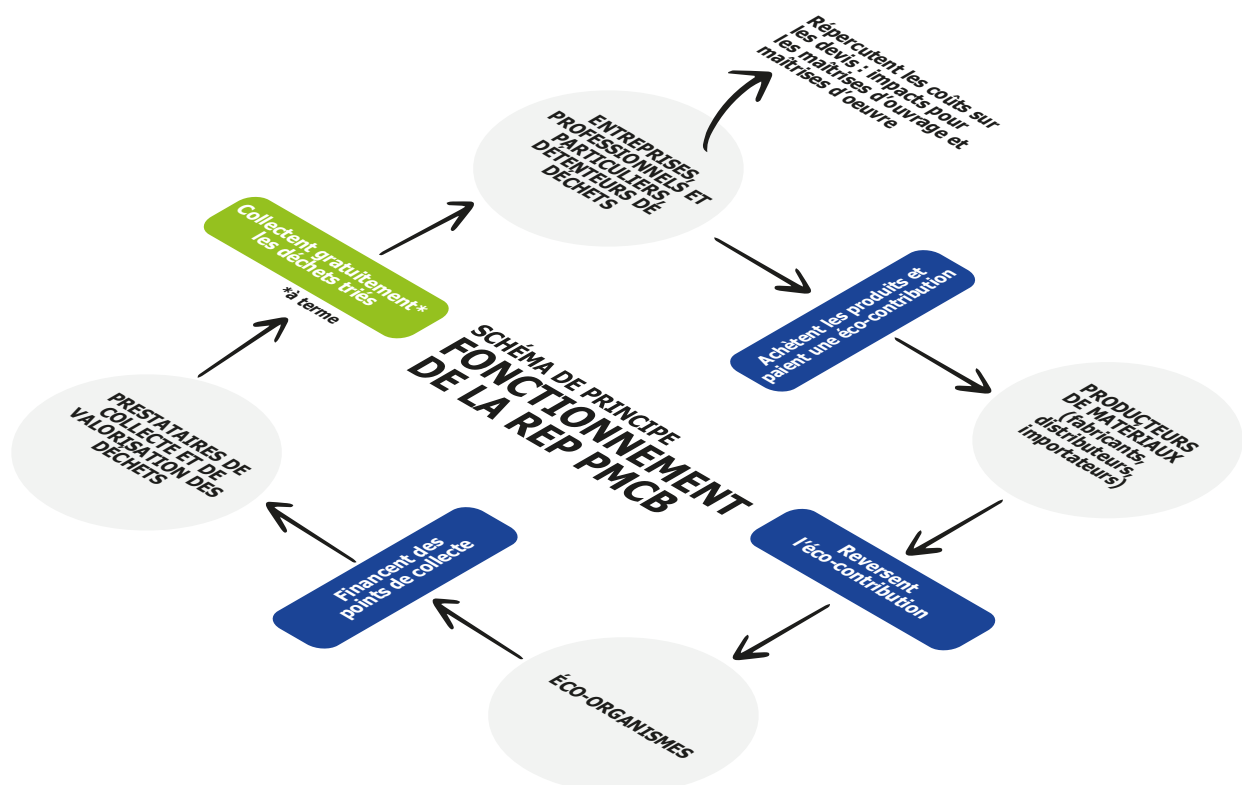 Répercutent les coûts sur
les devis : impacts pour
les maîtrises d'ouvrage et
maîtrises d'oeuvre
ENTREPRISES,
PROFESSIONNELS ET
PARTICULIERS,
DÉTENTEURS DE
DÉCHETS
Collectent gratuitement*
les déchets triés
*à terme
Achètent les produits et
paient une éco-contribution
SCHÉMA DE PRINCIPE
FONCTIONNEMENT
DE LA REP PMCB
PRODUCTEURS
DE MATÉRIAUX
(fabricants,
distributeurs,
importateurs)
PRESTATAIRES DE
COLLECTE ET DE
VALORISATION DES
DÉCHETS
Financent des
points de collecte
Reversent
l'éco-contribution
ÉCO-ORGANISMES